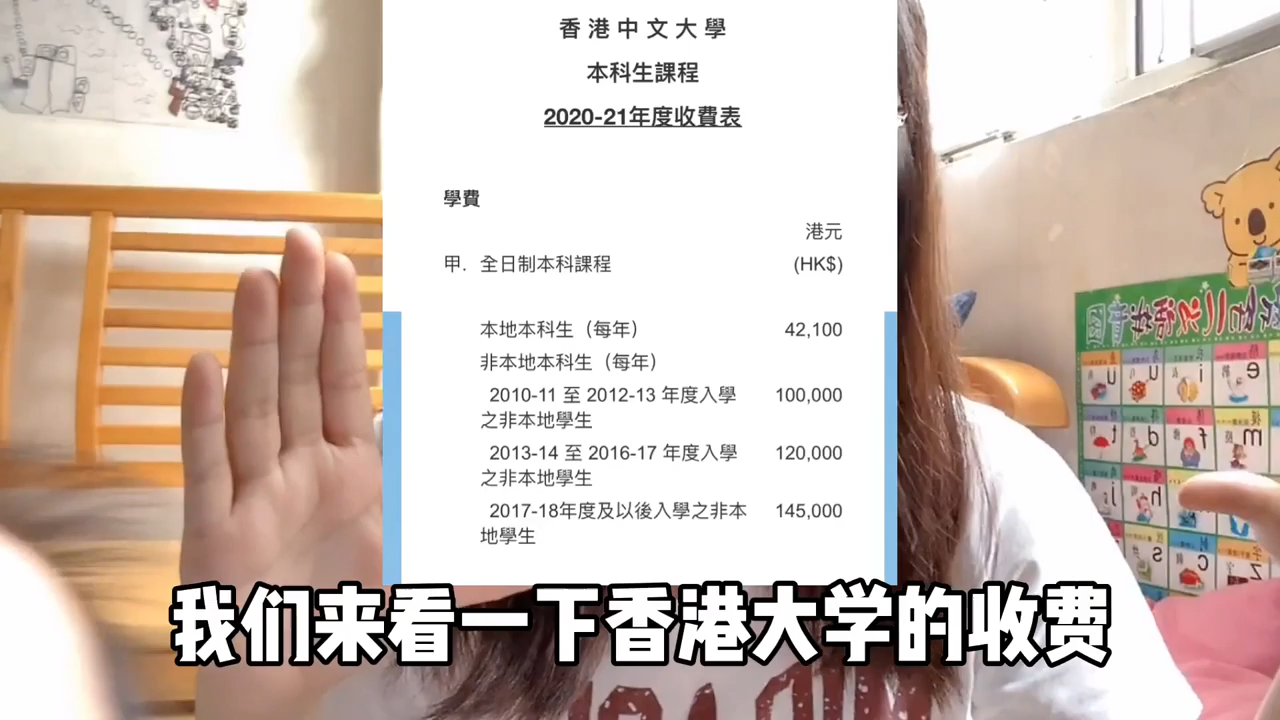 香港中文大學
本科生課程
2020-21年度收費表
學費
港元
甲. 全日制本科課程 (HK$)
本地本科生（每年） 42,100
非本地本科生（每年）
2010-11 至 2012-13 年度入學 100,000
之非本地學生
2013-14 至 2016-17 年度入學 120,000
之非本地學生
2017-18年度及以後入學之非本 145,000
地學生
我们来看一下香港大学的收费